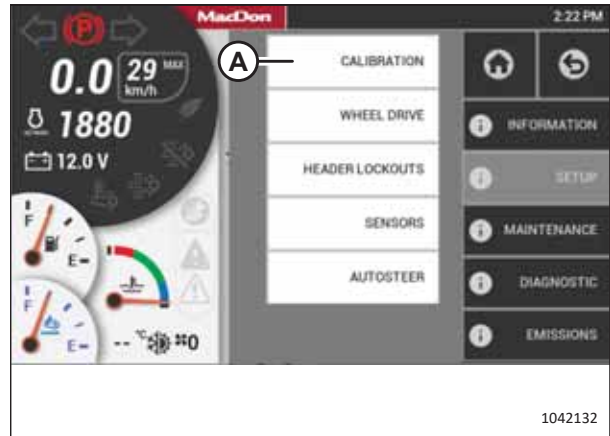 MacDon
2:22 PM
P
0.0
29 MAX
km/h
1880
12.0 V
F
E
F
E
-- °C
0
A
CALIBRATION
WHEEL DRIVE
HEADER LOCKOUTS
SENSORS
AUTOSTEER
INFORMATION
SETUP
MAINTENANCE
DIAGNOSTIC
EMISSIONS
1042132